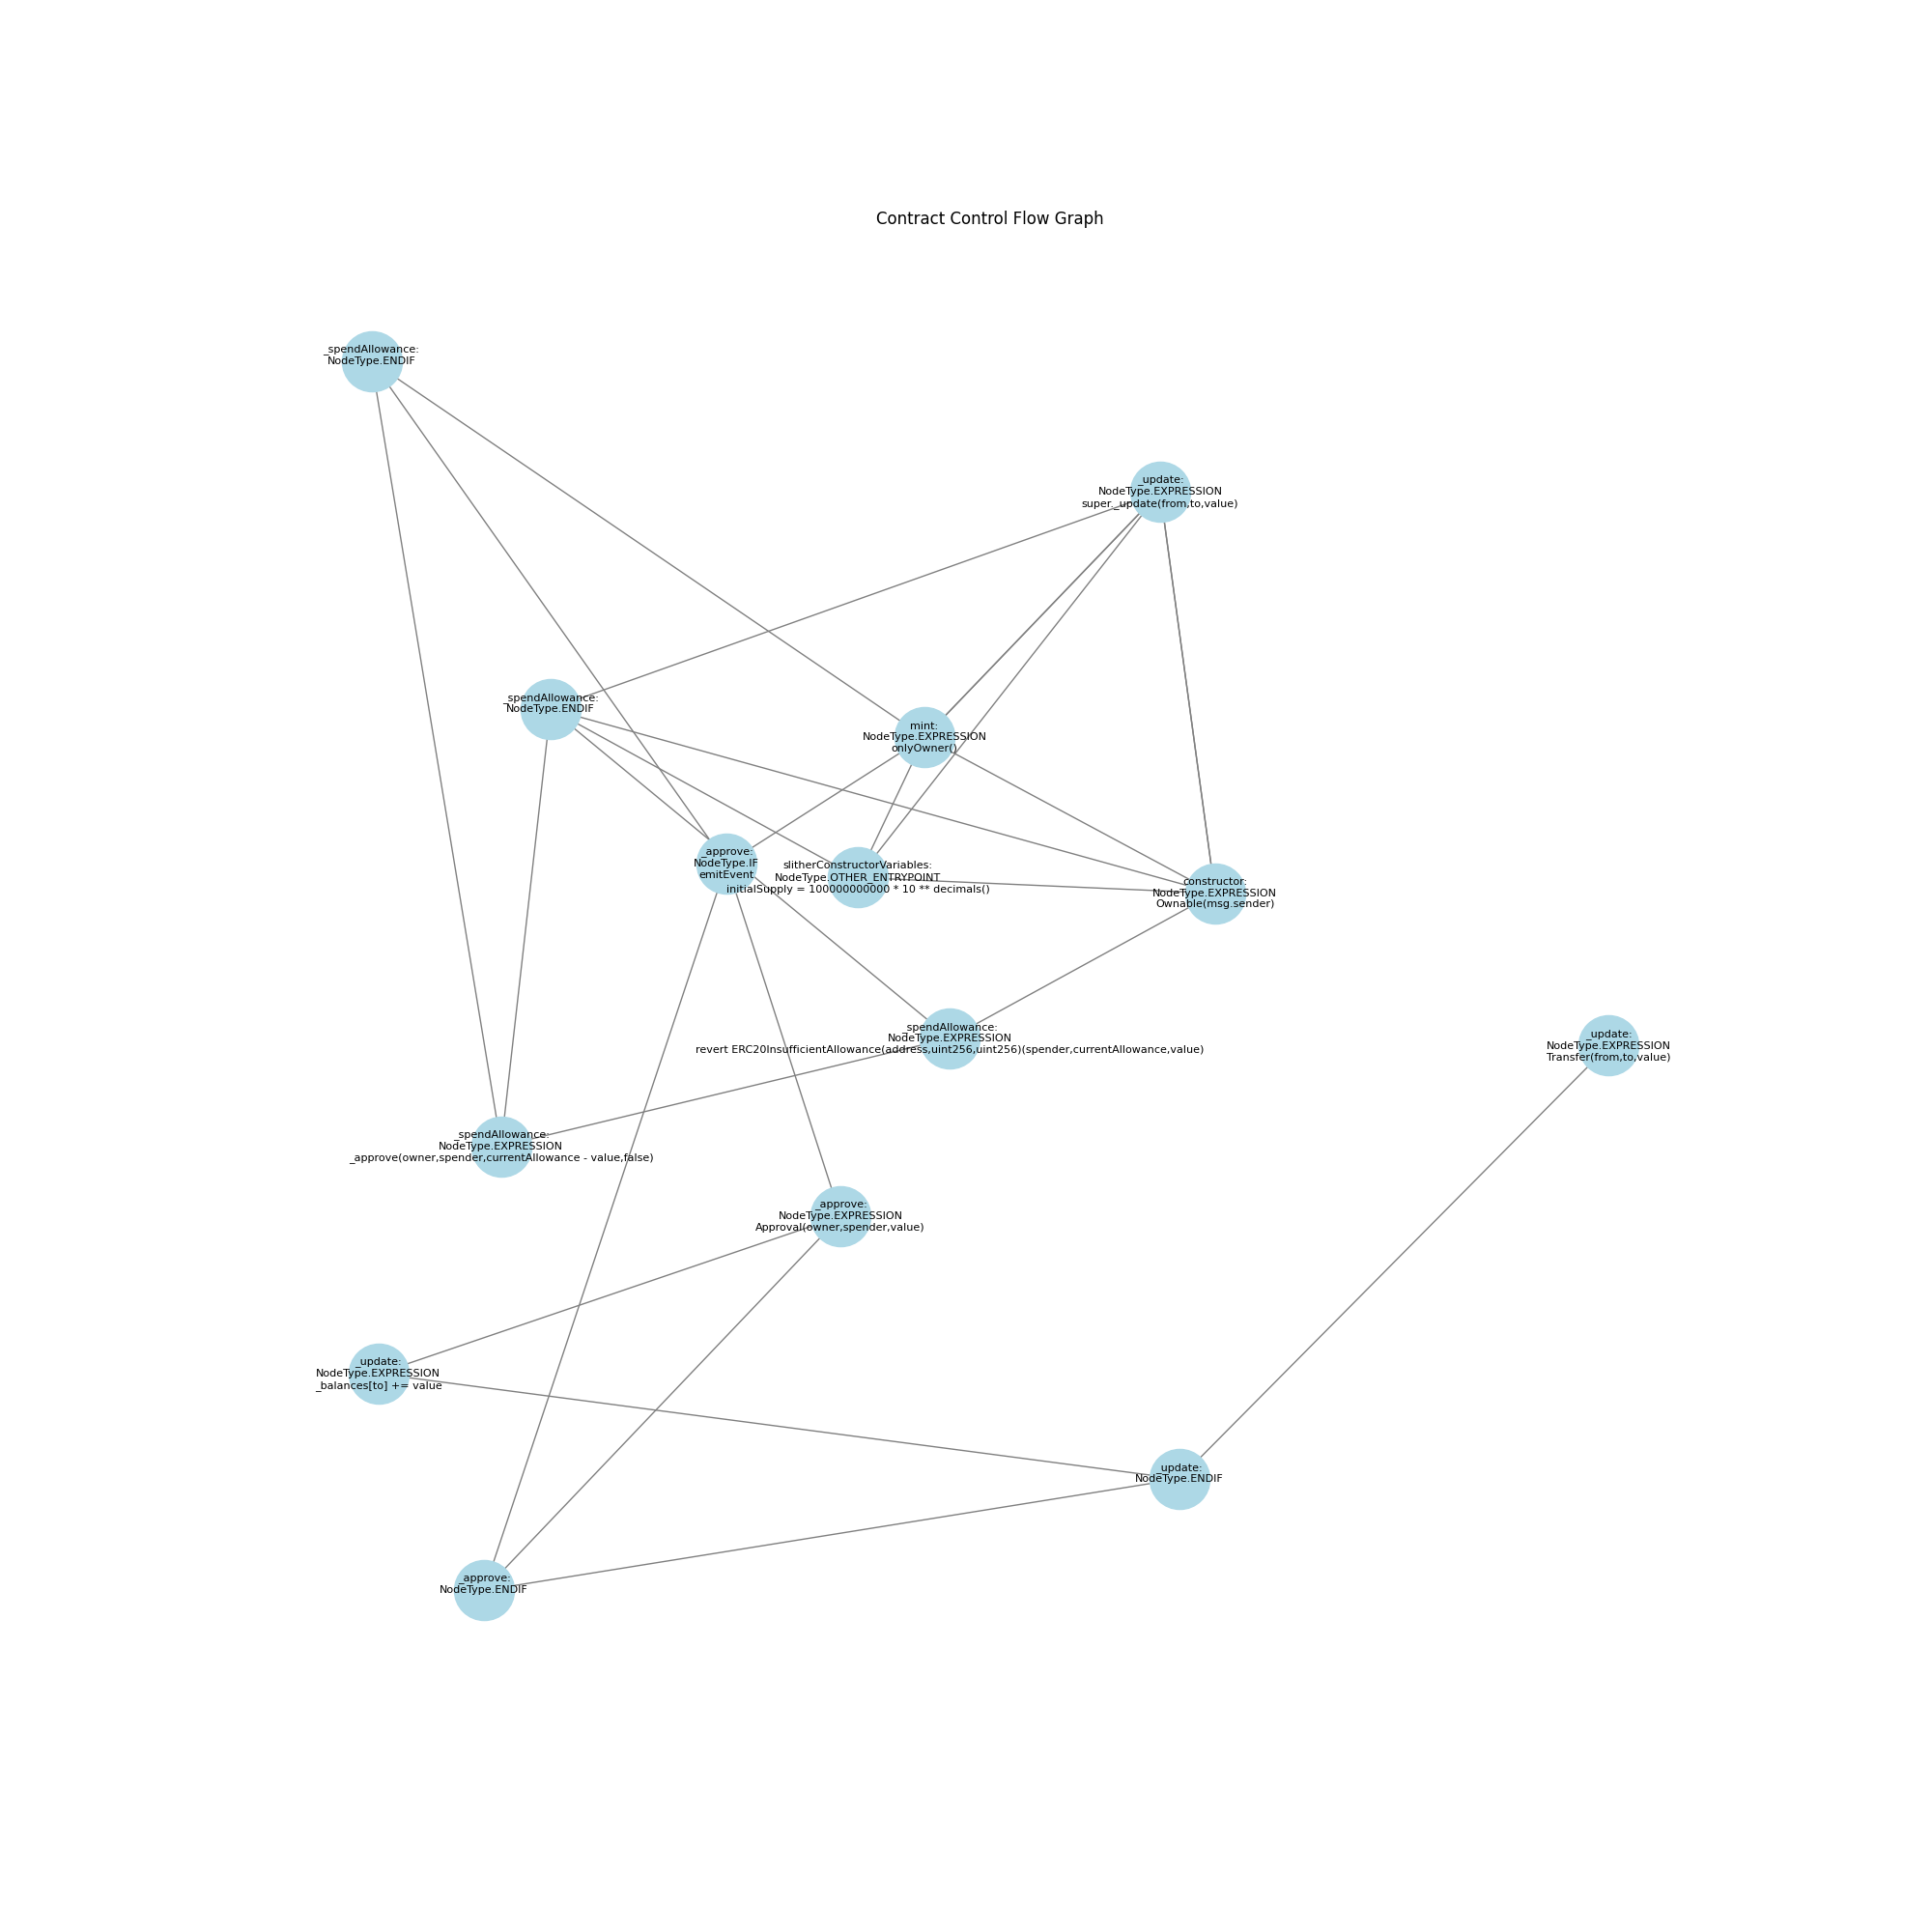 Contract Control Flow Graph
_spendAllowance:
NodeType.ENDIF
_update:
NodeType.EXPRESSION
super._update(from,to,value)
_spendAllowance:
NodeType.ENDIF
mint:
NodeType.EXPRESSION
onlyOwner()
_approve:
NodeType.IF
emitEvent
slitherConstructorVariables:
NodeType.OTHER_ENTRYPOINT
initialSupply = 100000000000 * 10 ** decimals()
constructor:
NodeType.EXPRESSION
Ownable(msg.sender)
_spendAllowance:
NodeType.EXPRESSION
revert ERC20InsufficientAllowance(address,uint256,uint256)(spender,currentAllowance,value)
_update:
NodeType.EXPRESSION
Transfer(from,to,value)
_spendAllowance:
NodeType.EXPRESSION
_approve(owner,spender,currentAllowance - value,false)
_approve:
NodeType.EXPRESSION
Approval(owner,spender,value)
_update:
NodeType.EXPRESSION
_balances[to] += value
_update:
NodeType.ENDIF
_approve:
NodeType.ENDIF